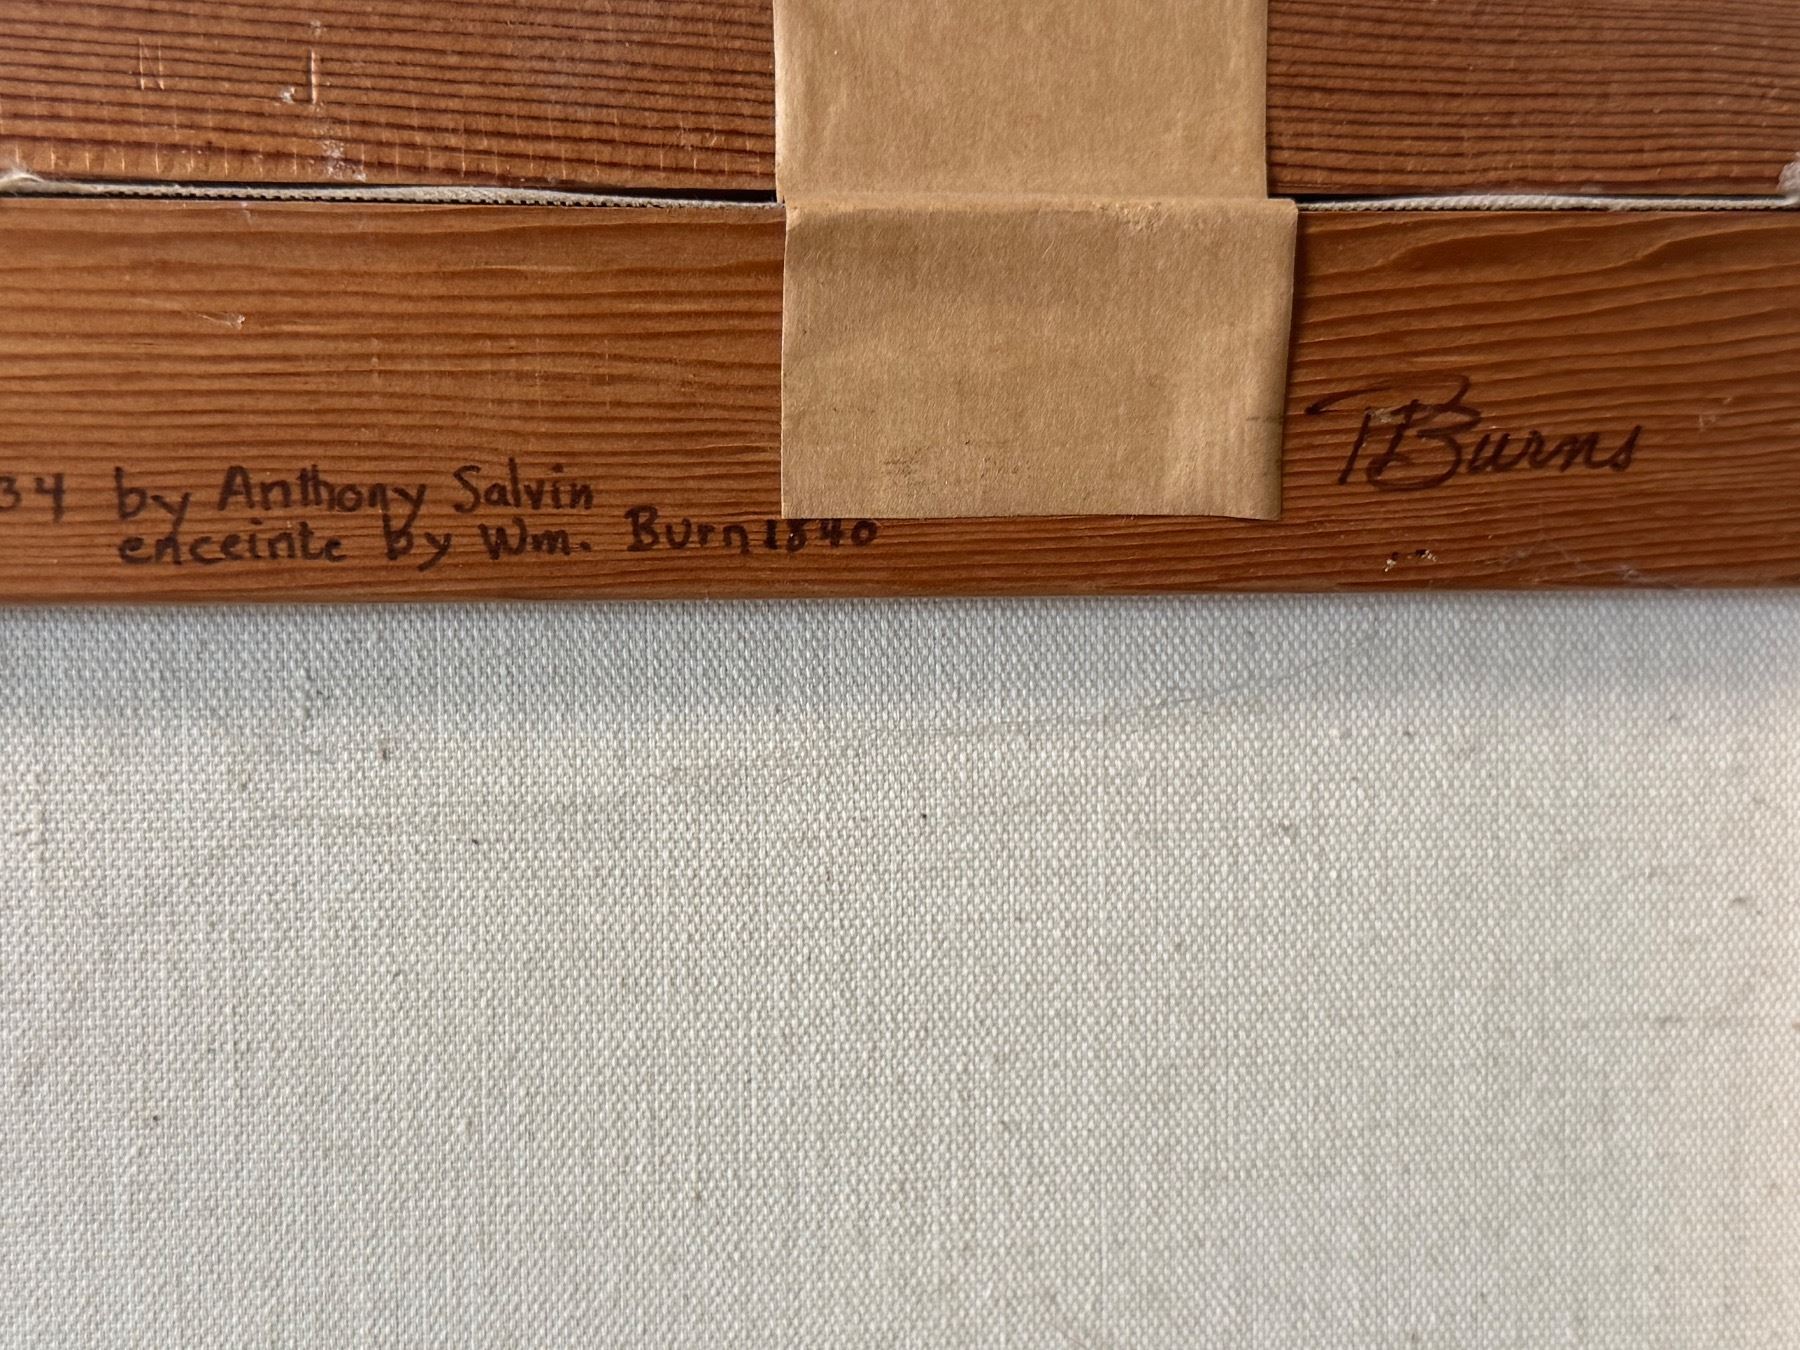 34 by Anthony Salvin
enceinte by Wm. Burn 1840
TBurns